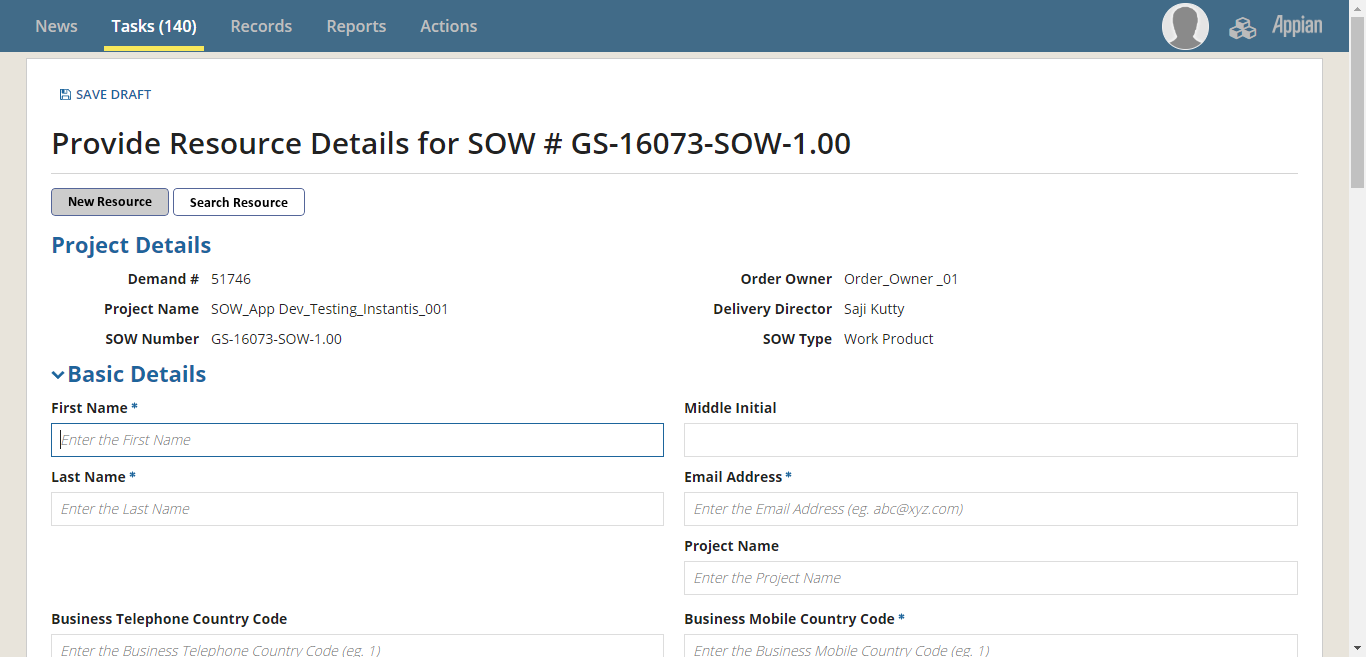 News Tasks (140) Records Reports Actions Appian
SAVE DRAFT
Provide Resource Details for SOW # GS-16073-SOW-1.00
New Resource Search Resource
Project Details
Demand # 51746 Order Owner Order_Owner _01
Project Name SOW_App Dev_Testing_Instantis_001 Delivery Director Saji Kutty
SOW Number GS-16073-SOW-1.00 SOW Type Work Product
Basic Details
First Name * Middle Initial
Enter the First Name
Last Name * Email Address *
Enter the Last Name Enter the Email Address (eg. abc@xyz.com)
Project Name
Enter the Project Name
Business Telephone Country Code Business Mobile Country Code *
Enter the Business Telephone Country Code (eg. 1) Enter the Business Mobile Country Code (eg. 1)